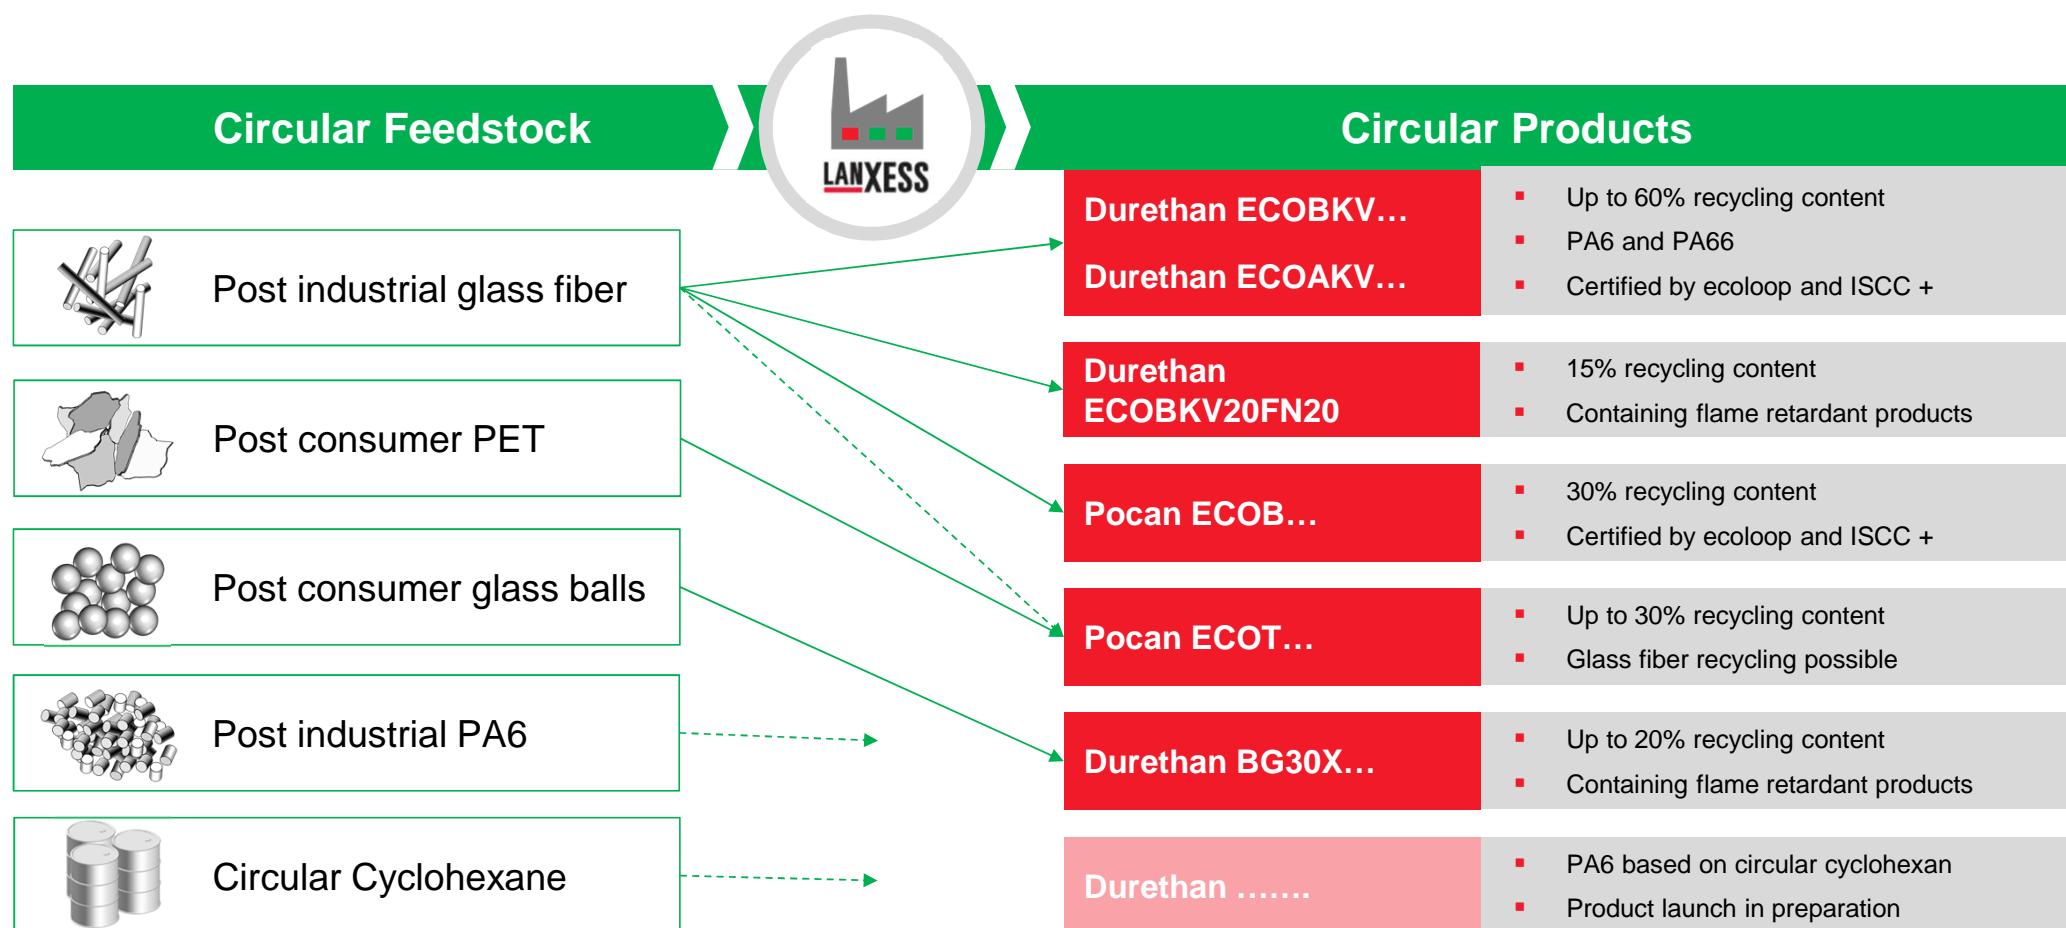 Circular Feedstock
LANXESS
Circular Products
Post industrial glass fiber
Post consumer PET
Post consumer glass balls
Post industrial PA6
Circular Cyclohexane
Durethan ECOBKV…
Durethan ECOAKV…
▪ Up to 60% recycling content
▪ PA6 and PA66
▪ Certified by ecoloop and ISCC +
Durethan
ECOBKV20FN20
▪ 15% recycling content
▪ Containing flame retardant products
Pocan ECOB…
▪ 30% recycling content
▪ Certified by ecoloop and ISCC +
Pocan ECOT…
▪ Up to 30% recycling content
▪ Glass fiber recycling possible
Durethan BG30X…
▪ Up to 20% recycling content
▪ Containing flame retardant products
Durethan …….
▪ PA6 based on circular cyclohexan
▪ Product launch in preparation